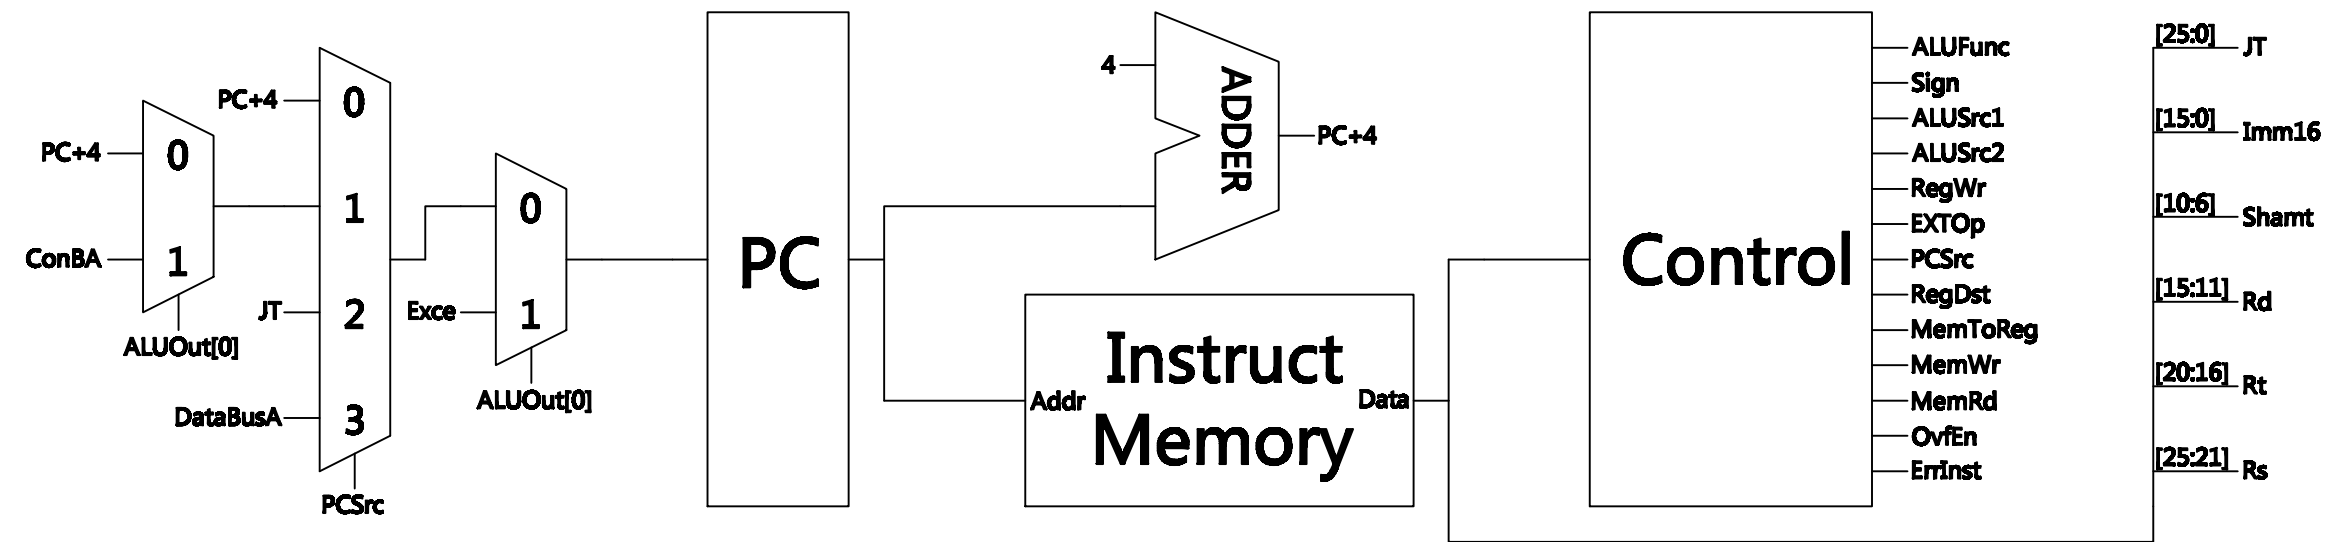 PC+4
0
ConBA
1
ALUOut[0]
PC+4
0
1
JT
2
DataBusA
3
PCSrc
0
Exce
1
ALUOut[0]
PC
4
ADDER
PC+4
Instruct
Memory
Addr
Data
Control
ALUFunc
Sign
ALUSrc1
ALUSrc2
RegWr
EXTOp
PCSrc
RegDst
MemToReg
MemWr
MemRd
OvfEn
ErrInst
[25:0] JT
[15:0] Imm16
[10:6] Shamt
[15:11] Rd
[20:16] Rt
[25:21] Rs